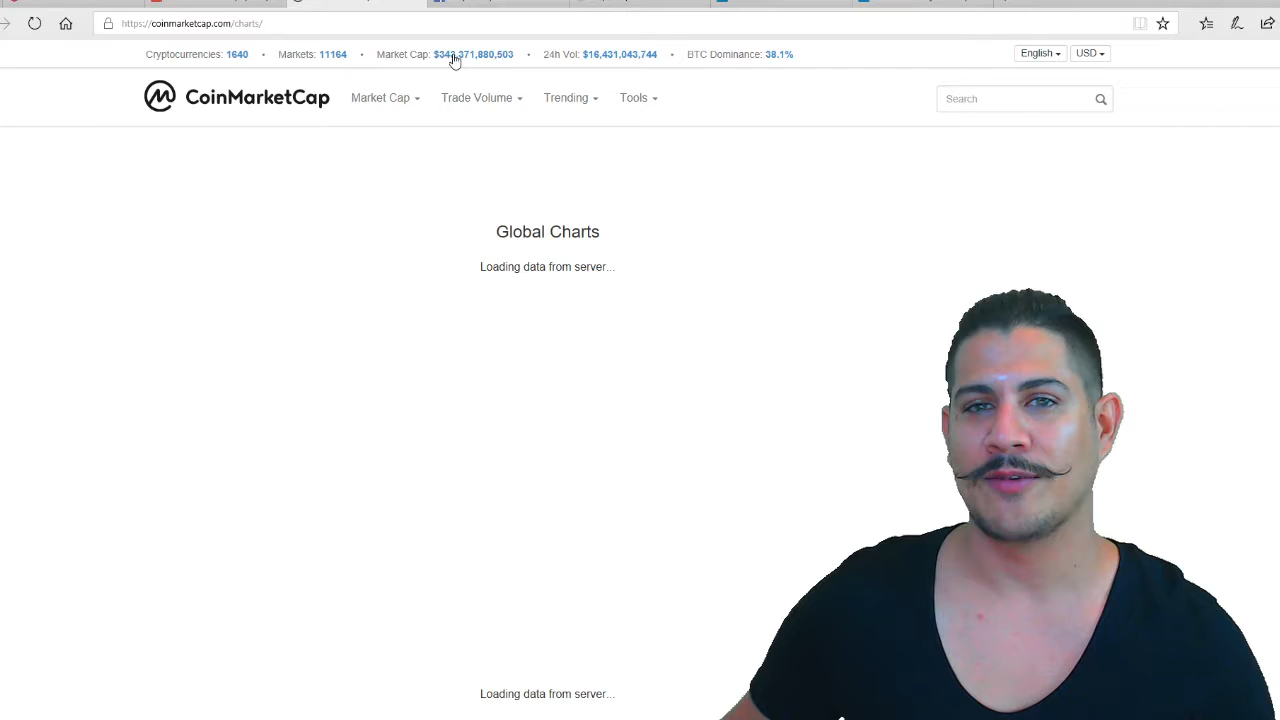 https://coinmarketcap.com/charts/
Cryptocurrencies: 1640 • Markets: 11164 • Market Cap: • 24h Vol: $16,431,043,744 • BTC Dominance: 38.1%
English
USD
CoinMarketCap
Market Cap
Trade Volume
Trending
Tools
Search
Global Charts
Loading data from server...
Loading data from server...